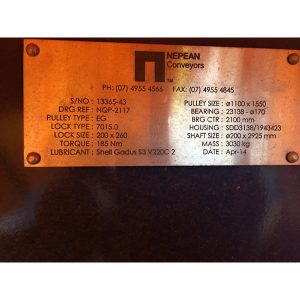 NEPEAN
Conveyors
TM
PH: (07) 4955 4566 FAX: (07) 4955 4845
S/NO : 13365-43
DRG REF : NQP-2117
PULLEY TYPE : EG
LOCK TYPE : 7015.0
LOCK SIZE : 200 x 260
TORQUE : 185 Nm
LUBRICANT : Shell Gadus S3 V220C 2
PULLEY SIZE : ø1100 x 1550
BEARING : 23138 - ø170
BRG CTR : 2100 mm
HOUSING : SDD3138/1943423
SHAFT SIZE : ø200 x 2925 mm
MASS : 3030 kg
DATE : Apr-14